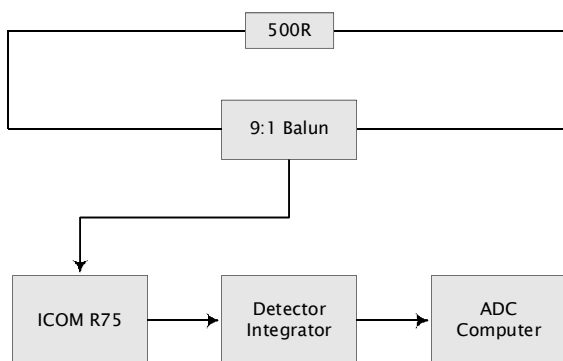 500R
9:1 Balun
ICOM R75
Detector
Integrator
ADC
Computer